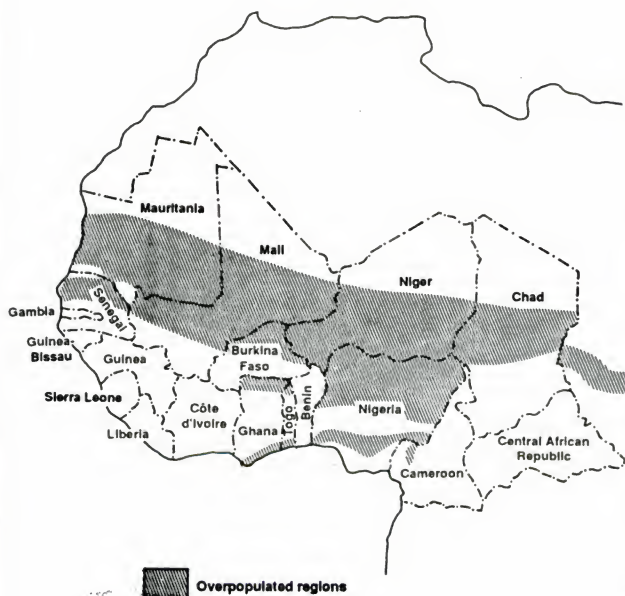 Mauritania
Mali
Niger
Chad
Senegal
Gambia
Guinea
Bissau
Guinea
Burkina
Faso
Sierra Leone
Côte
d'Ivoire
Ghana
Togo
Benin
Nigeria
Liberia
Cameroon
Central African
Republic
Overpopulated regions